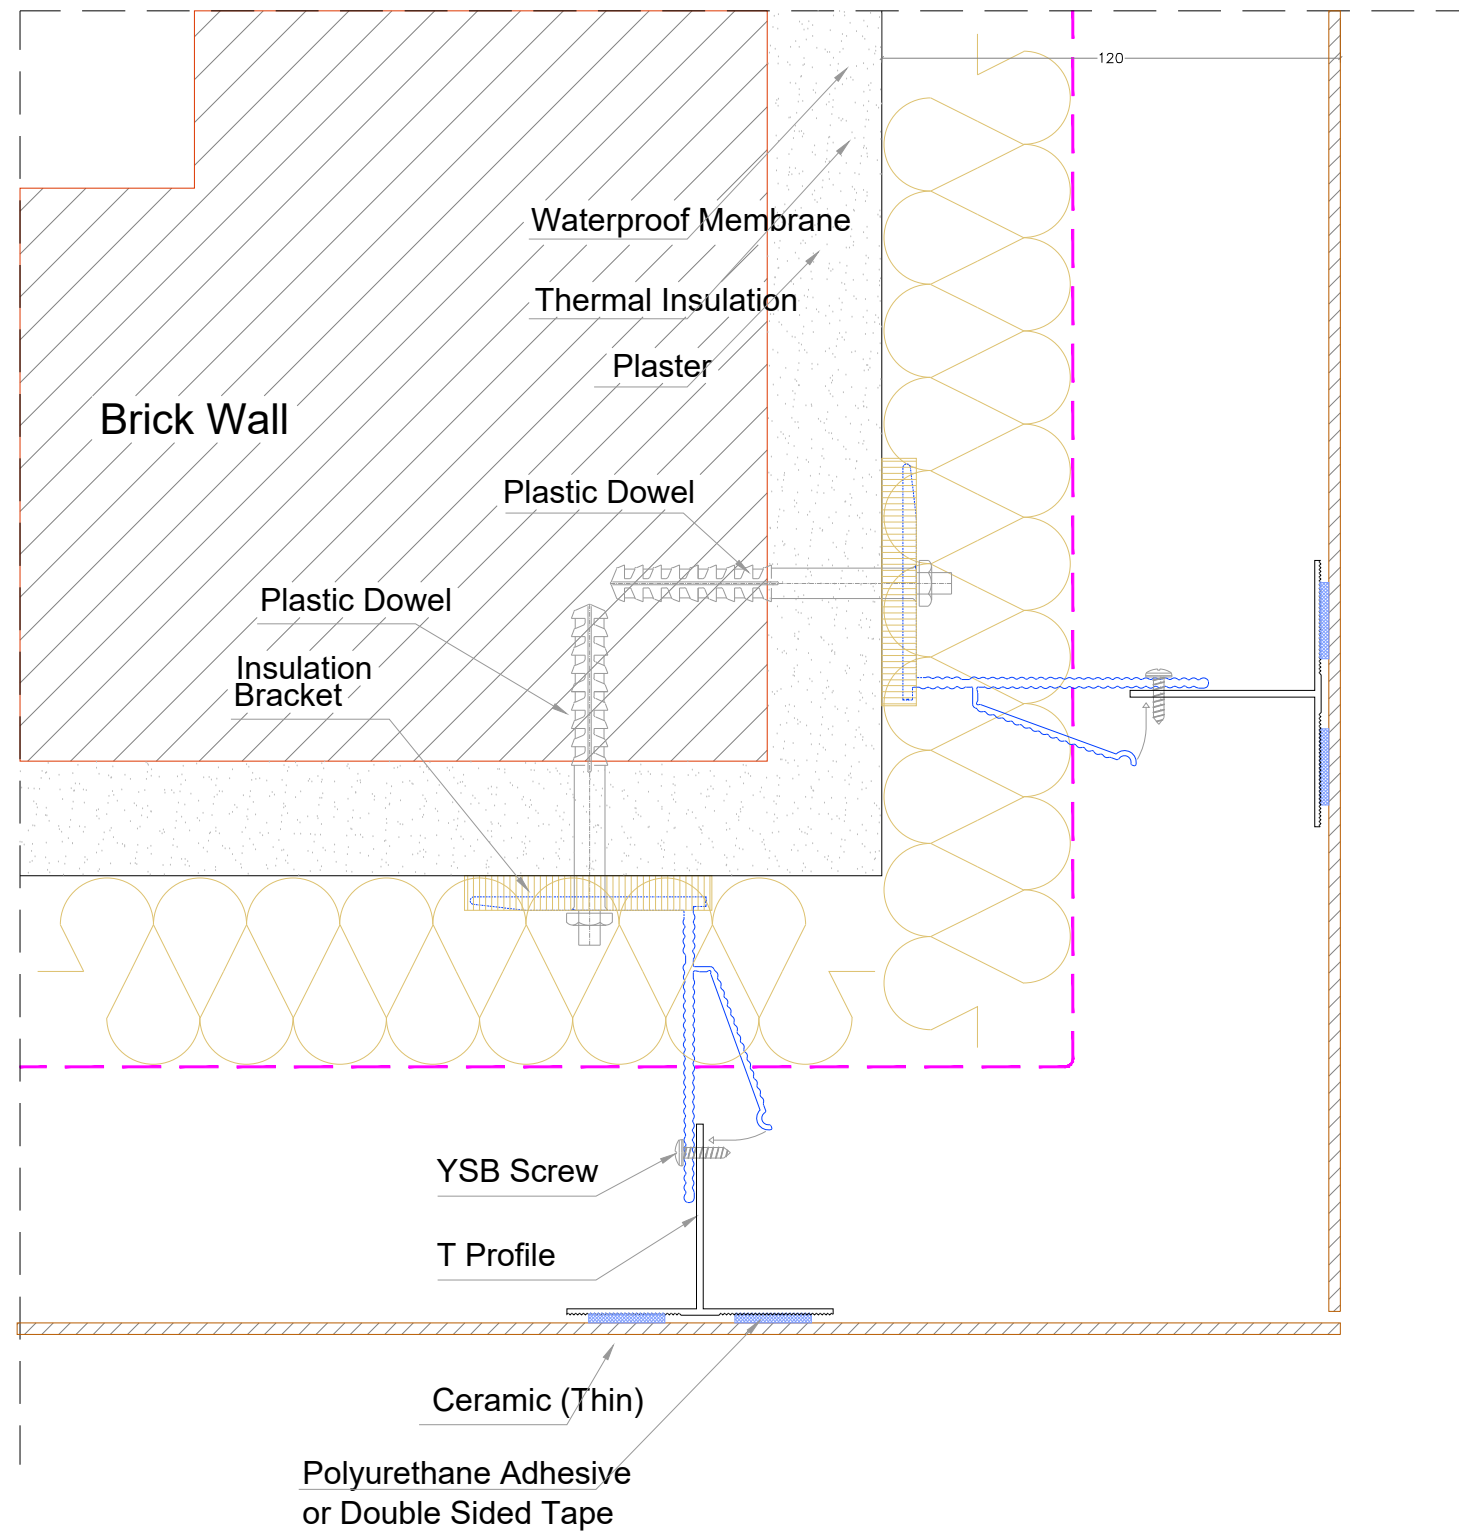 120
Waterproof Membrane
Thermal Insulation
Plaster
Brick Wall
Plastic Dowel
Plastic Dowel
Insulation
Bracket
YSB Screw
T Profile
Ceramic (Thin)
Polyurethane Adhesive
or Double Sided Tape